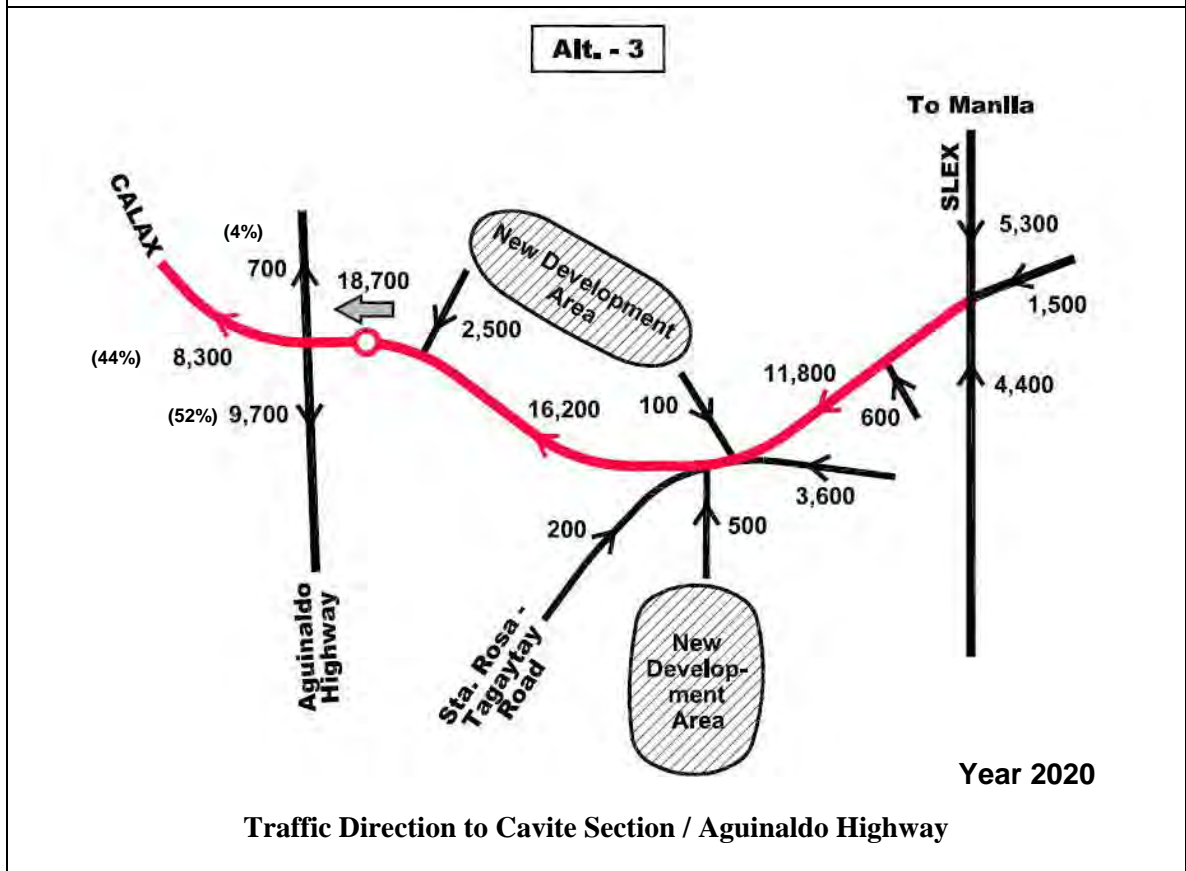 Alt. - 3
To Manila
SLEX
5,300
1,500
4,400
CALAX
(4%)
700
18,700
New Development
Area
2,500
(44%) 8,300
(52%) 9,700
11,800
600
100
16,200
3,600
200
500
Aguinaldo
Highway
Sta. Rosa -
Tagaytay
Road
New
Develop-
ment
Area
Year 2020
Traffic Direction to Cavite Section / Aguinaldo Highway